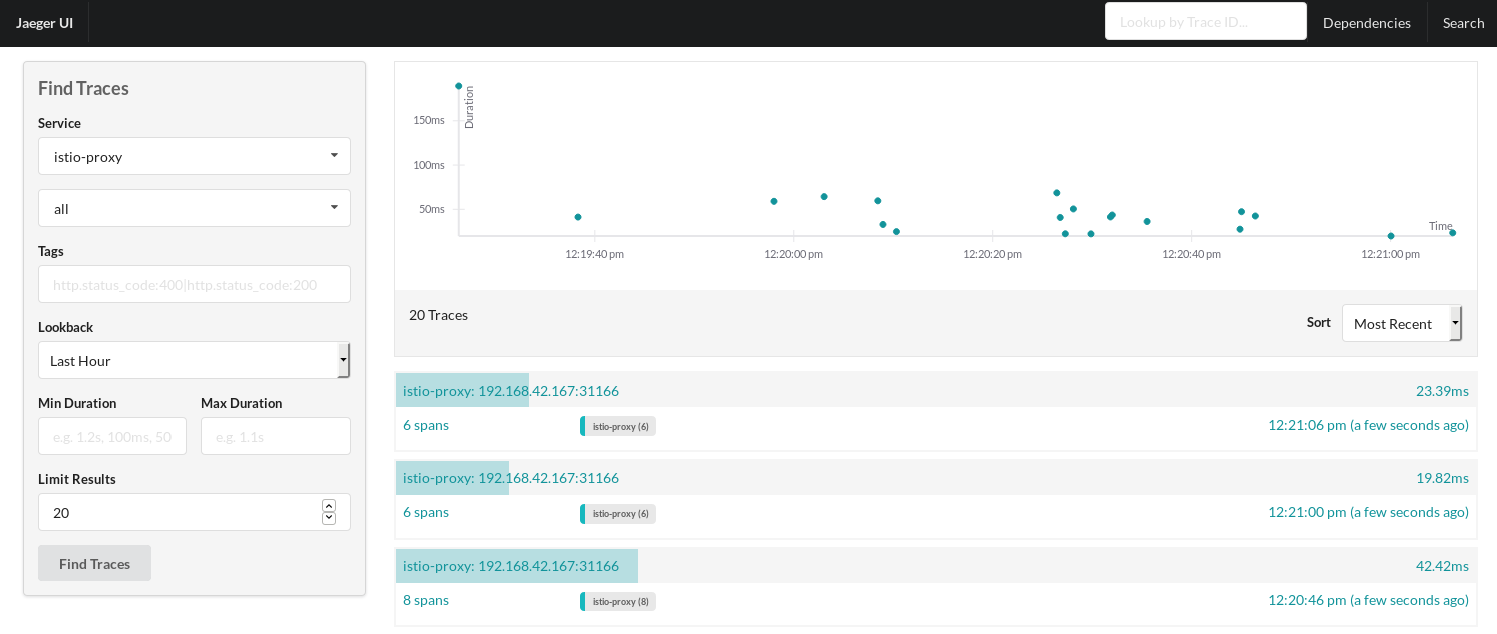 Jaeger UI
Lookup by Trace ID...
Dependencies
Search
Find Traces
Service
istio-proxy
all
Tags
http.status_code:400|http.status_code:200
Lookback
Last Hour
Min Duration
Max Duration
e.g. 1.2s, 100ms, 50
e.g. 1.1s
Limit Results
20
Find Traces
Duration
150ms
100ms
50ms
Time
12:19:40 pm
12:20:00 pm
12:20:20 pm
12:20:40 pm
12:21:00 pm
20 Traces
Sort
Most Recent
istio-proxy: 192.168.42.167:31166
23.39ms
6 spans
istio-proxy (6)
12:21:06 pm (a few seconds ago)
istio-proxy: 192.168.42.167:31166
19.82ms
6 spans
istio-proxy (6)
12:21:00 pm (a few seconds ago)
istio-proxy: 192.168.42.167:31166
42.42ms
8 spans
istio-proxy (8)
12:20:46 pm (a few seconds ago)